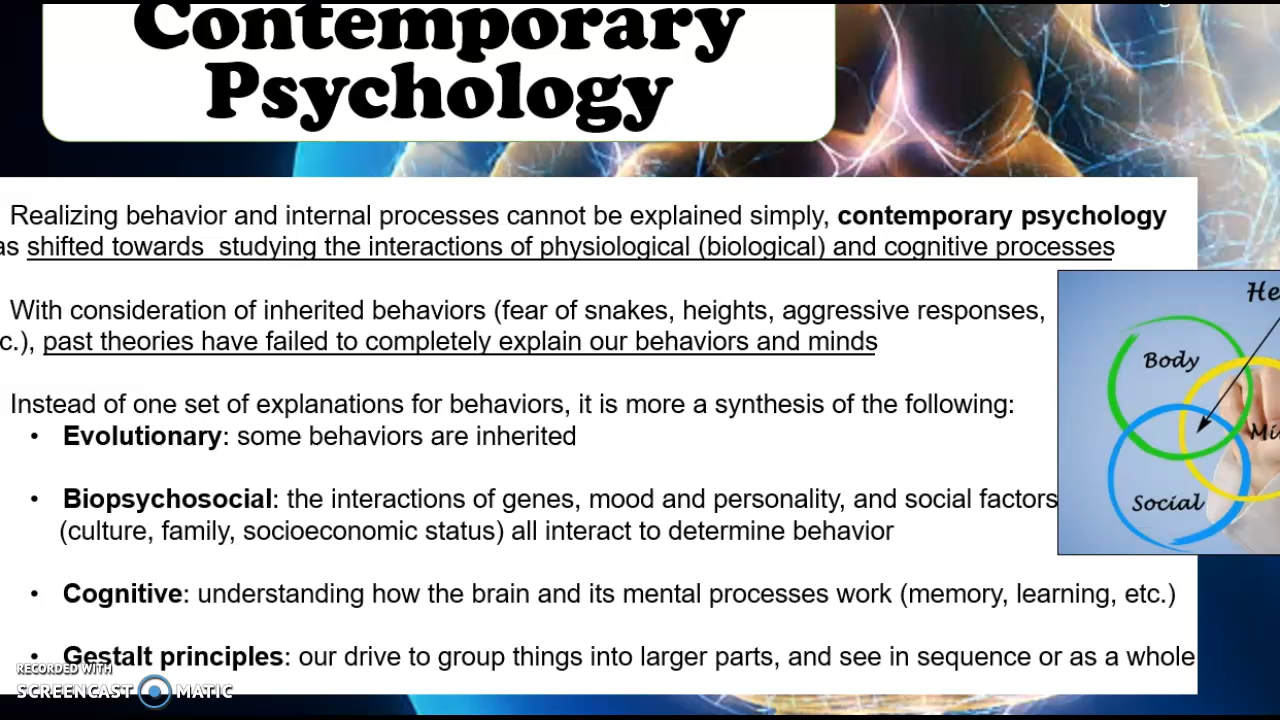 Contemporary
Psychology
Realizing behavior and internal processes cannot be explained simply, contemporary psychology
as shifted towards studying the interactions of physiological (biological) and cognitive processes
With consideration of inherited behaviors (fear of snakes, heights, aggressive responses,
c.), past theories have failed to completely explain our behaviors and minds
Instead of one set of explanations for behaviors, it is more a synthesis of the following:
• Evolutionary: some behaviors are inherited
• Biopsychosocial: the interactions of genes, mood and personality, and social factors
(culture, family, socioeconomic status) all interact to determine behavior
• Cognitive: understanding how the brain and its mental processes work (memory, learning, etc.)
• Gestalt principles: our drive to group things into larger parts, and see in sequence or as a whole
He
Body
Mi
Social
RECORDED WITH
SCREENCAST MATIC